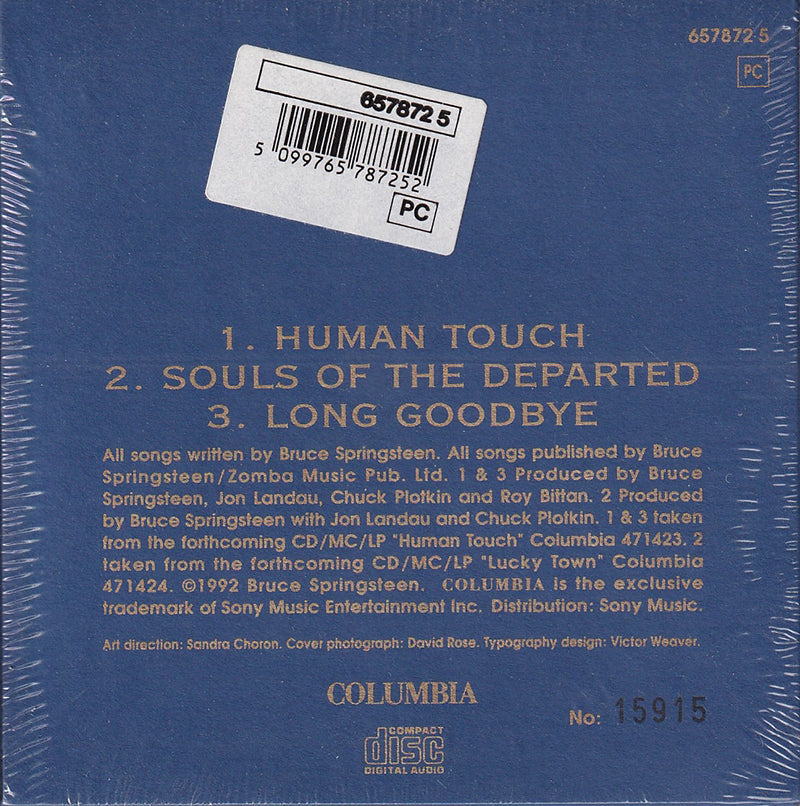 657872 5
PC
657872 5
5 099765 787252
PC
1. HUMAN TOUCH
2. SOULS OF THE DEPARTED
3. LONG GOODBYE
All songs written by Bruce Springsteen. All songs published by Bruce
Springsteen/Zomba Music Pub. Ltd. 1 & 3 Produced by Bruce
Springsteen, Jon Landau, Chuck Plotkin and Roy Bittan. 2 Produced
by Bruce Springsteen with Jon Landau and Chuck Plotkin. 1 & 3 taken
from the forthcoming CD/MC/LP "Human Touch" Columbia 471423. 2
taken from the forthcoming CD/MC/LP "Lucky Town" Columbia
471424. ©1992 Bruce Springsteen. COLUMBIA is the exclusive
trademark of Sony Music Entertainment Inc. Distribution: Sony Music.
Art direction: Sandra Choron. Cover photograph: David Rose. Typography design: Victor Weaver.
COLUMBIA
No: 15915
COMPACT
disc
DIGITAL AUDIO